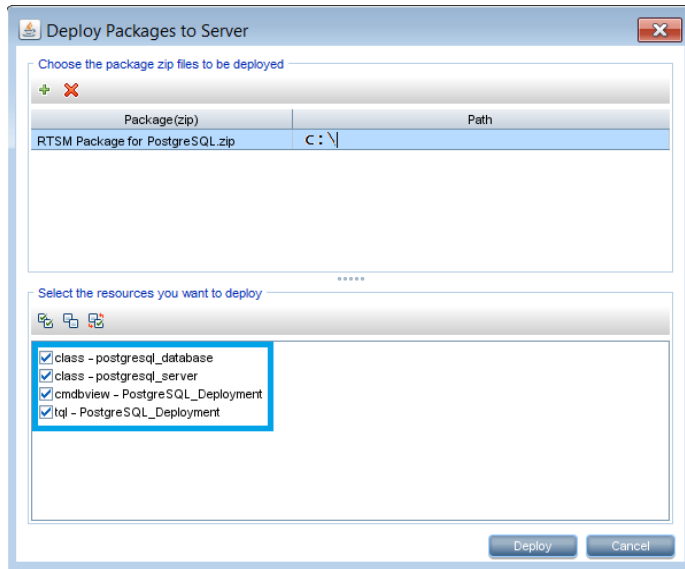 Deploy Packages to Server
Choose the package zip files to be deployed
Package(zip) Path
RTSM Package for PostgreSQL.zip c:\
Select the resources you want to deploy
class - postgresql_database
class - postgresql_server
cmdbview - PostgreSQL_Deployment
tql - PostgreSQL_Deployment
Deploy Cancel